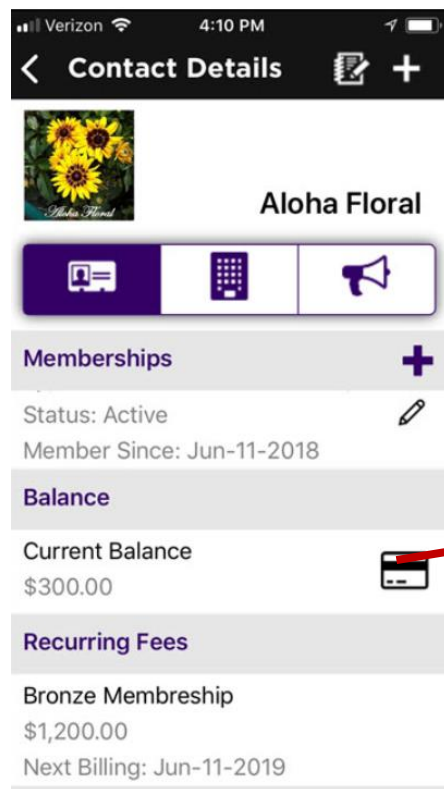 Verizon 4:10 PM
Contact Details
Aloha Floral
Aloha Floral
Memberships
Status: Active
Member Since: Jun-11-2018
Balance
Current Balance
$300.00
Recurring Fees
Bronze Membreship
$1,200.00
Next Billing: Jun-11-2019